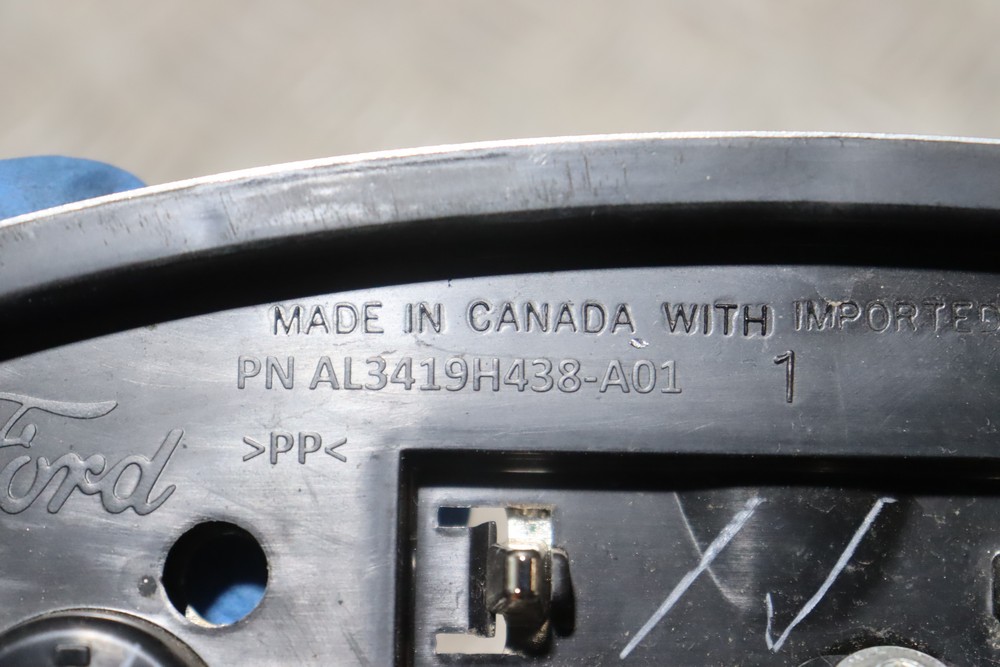 MADE IN CANADA WITH IMPORTED
PN AL3419H438-A01 1
Ford
>PP<